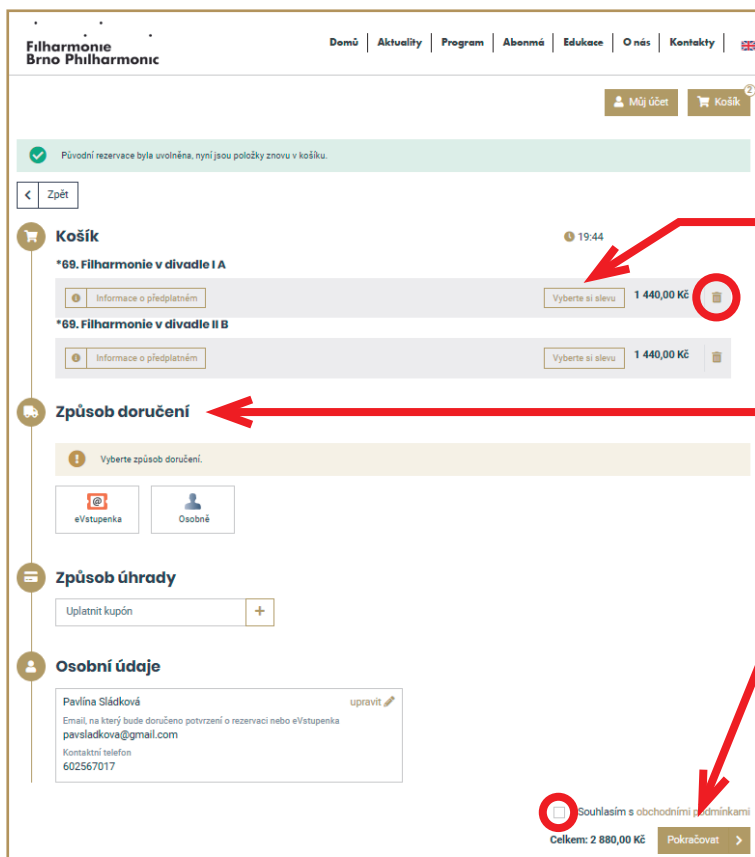 Filharmonie
Brno Philharmonic
Domů Aktuality Program Abonmá Edukace O nás Kontakty
Můj účet Košík 2
Původní rezervace byla uvolněna, nyní jsou položky znovu v košíku.
Zpět
Košík 19:44
*69. Filharmonie v divadle I A
Informace o předplatném Vyberte si slevu 1 440,00 Kč
*69. Filharmonie v divadle II B
Informace o předplatném Vyberte si slevu 1 440,00 Kč
Způsob doručení
Vyberte způsob doručení.
@
eVstupenka Osobně
Způsob úhrady
Uplatnit kupón +
Osobní údaje
Pavlína Sládková upravit
Email, na který bude doručeno potvrzení o rezervaci nebo eVstupenka
pavsladkova@gmail.com
Kontaktní telefon
602567017
Souhlasím s obchodními podmínkami
Celkem: 2 880,00 Kč Pokračovat